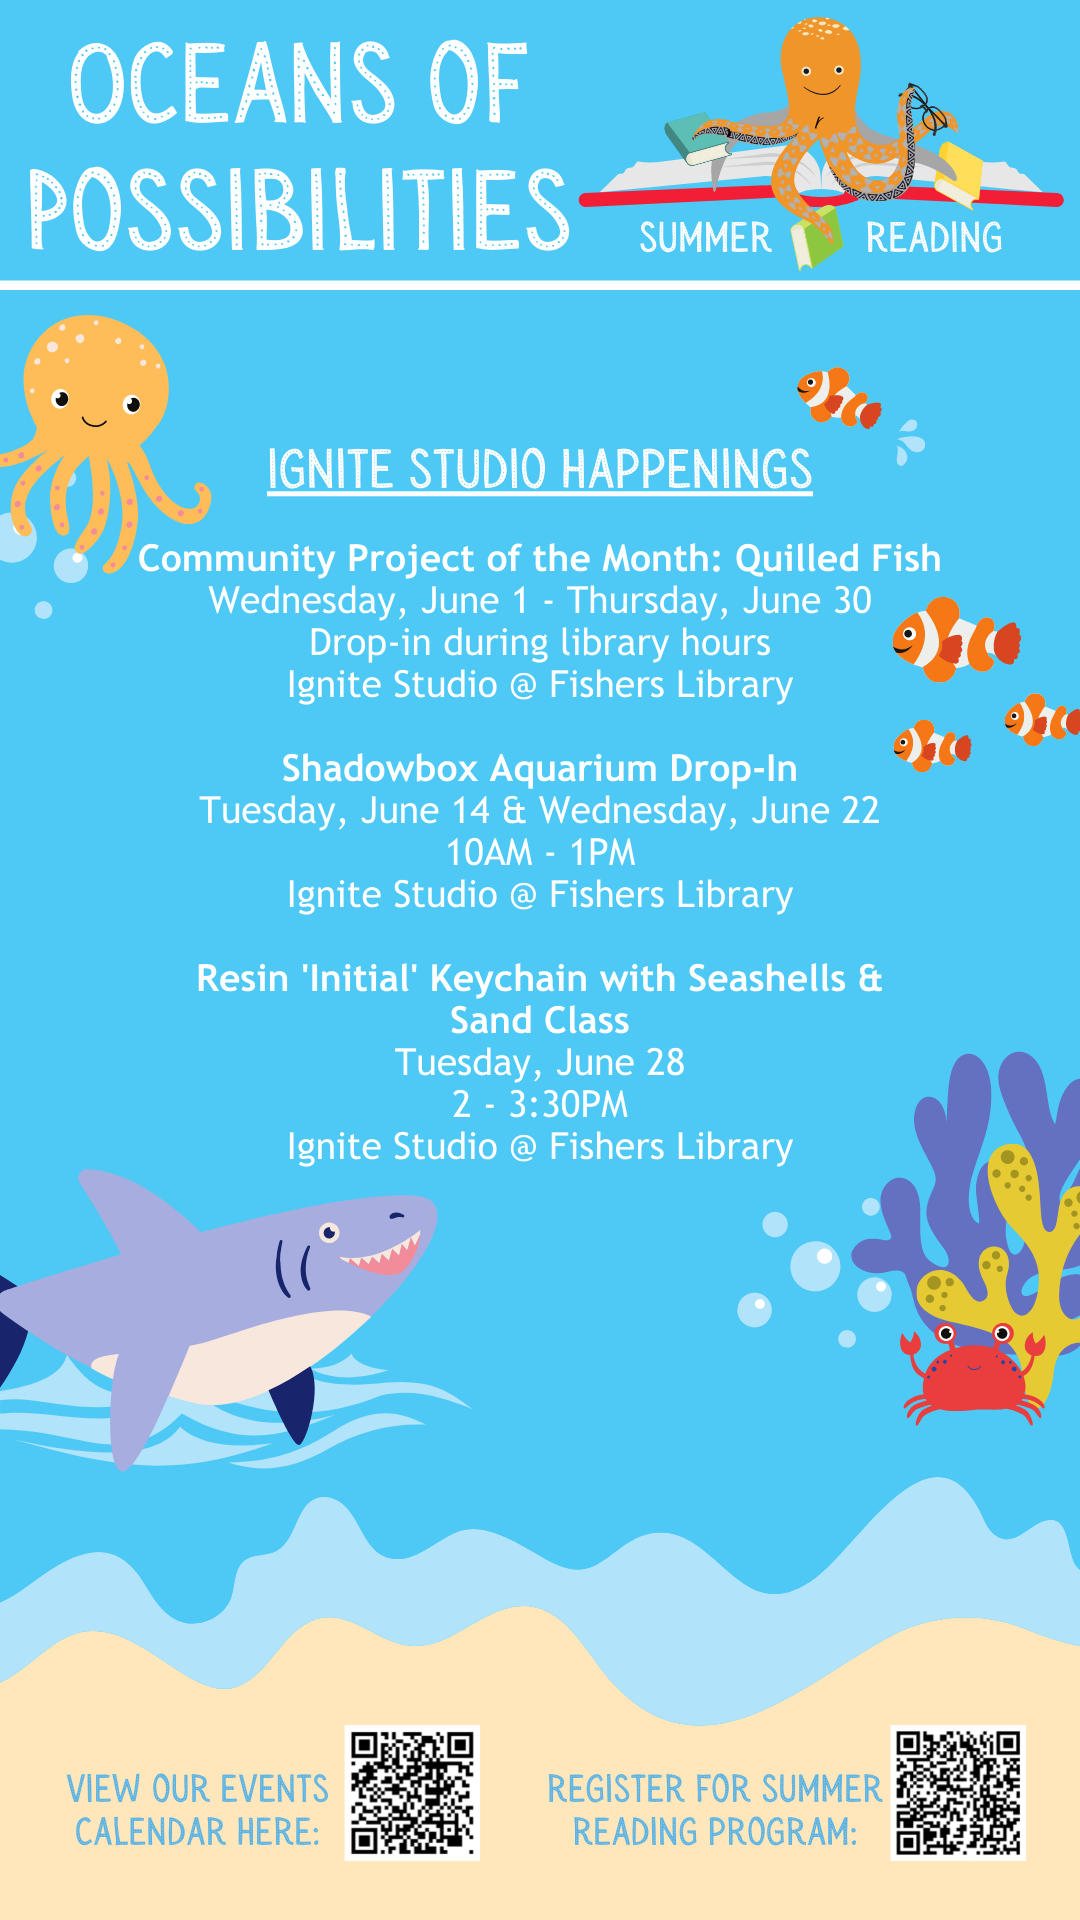 OCEANS OF
POSSIBILITIES
SUMMER READING
IGNITE STUDIO HAPPENINGS
Community Project of the Month: Quilled Fish
Wednesday, June 1 - Thursday, June 30
Drop-in during library hours
Ignite Studio @ Fishers Library
Shadowbox Aquarium Drop-In
Tuesday, June 14 & Wednesday, June 22
10AM - 1PM
Ignite Studio @ Fishers Library
Resin 'Initial' Keychain with Seashells &
Sand Class
Tuesday, June 28
2 - 3:30PM
Ignite Studio @ Fishers Library
VIEW OUR EVENTS
CALENDAR HERE:
REGISTER FOR SUMMER
READING PROGRAM: